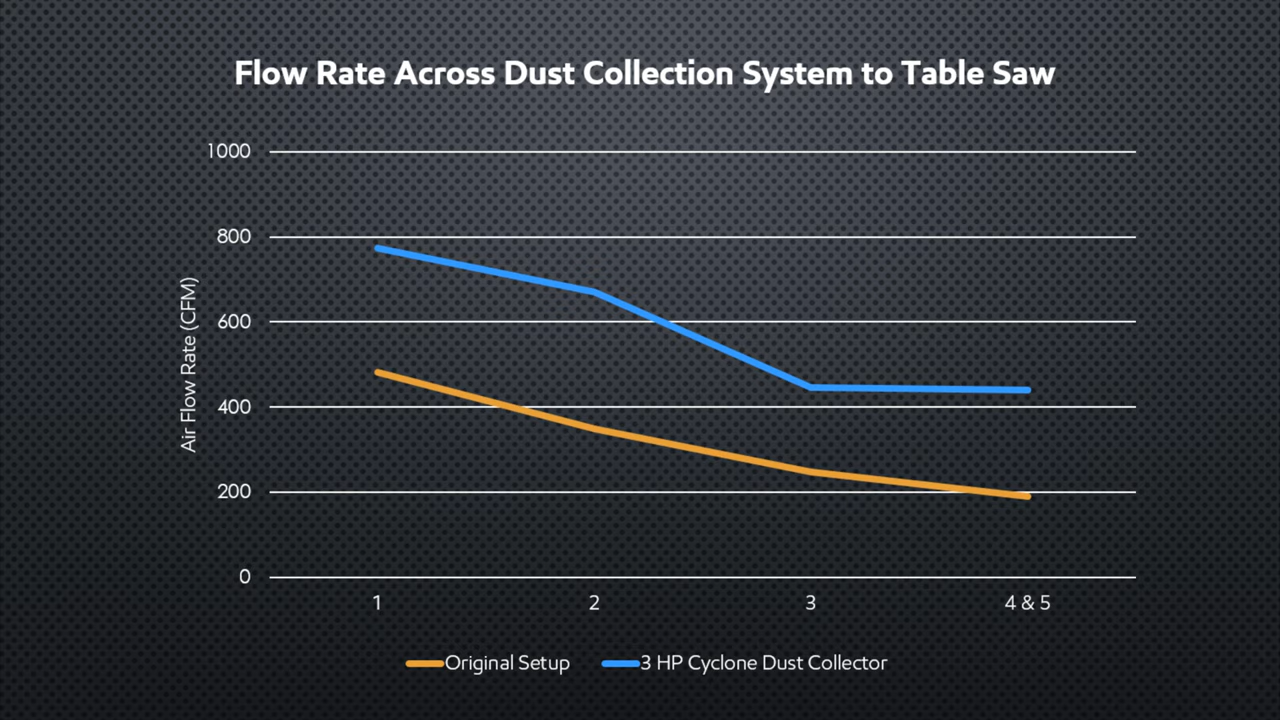 Flow Rate Across Dust Collection System to Table Saw
1000
800
600
400
200
0
Air Flow Rate (CFM)
1
2
3
4 & 5
Original Setup
3 HP Cyclone Dust Collector